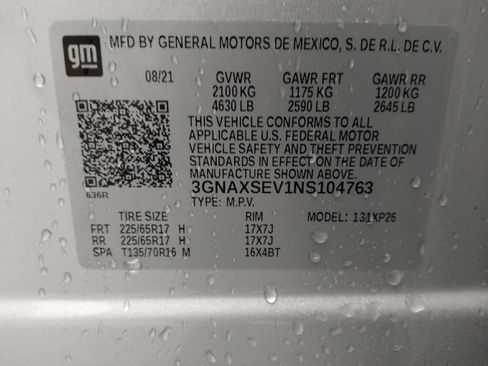 gm MFD BY GENERAL MOTORS DE MEXICO, S. DE R.L. DE C.V.
08/21 GVWR GAWR FRT GAWR RR
2100 KG 1175 KG 1200 KG
4630 LB 2590 LB 2645 LB
THIS VEHICLE CONFORMS TO ALL
APPLICABLE U.S. FEDERAL MOTOR
VEHICLE SAFETY AND THEFT PREVENTION
STANDARDS IN EFFECT ON THE DATE OF
MANUFACTURE SHOWN ABOVE.
3GNAXSEV1NS104763
636R TYPE: M.P.V.
TIRE SIZE RIM MODEL: 131XP26
FRT 225/65R17 H 17X7J
RR 225/65R17 H 17X7J
SPA T135/70R16 M 16X4BT